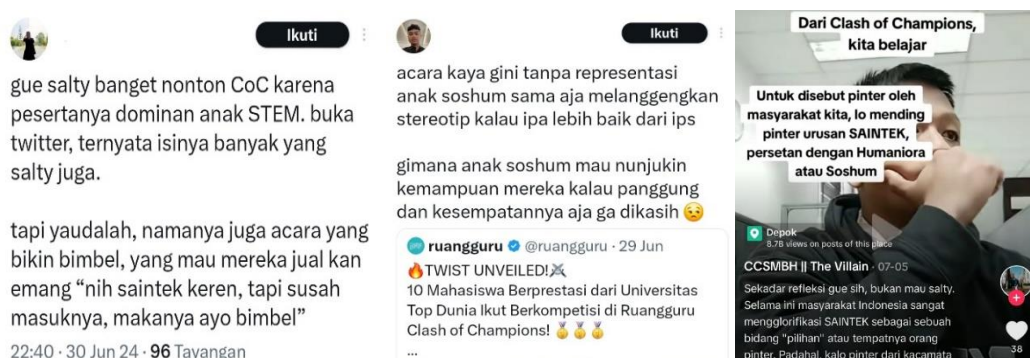 Ikuti
gue salty banget nonton CoC karena
pesertanya dominan anak STEM. buka
twitter, ternyata isinya banyak yang
salty juga.
tapi yaudalah, namanya juga acara yang
bikin bimbel, yang mau mereka jual kan
emang “nih saintek keren, tapi susah
masuknya, makanya ayo bimbel”
22:40 · 30 Jun 24 · 96 Tayangan
Ikuti
acara kaya gini tanpa representasi
anak soshum sama aja melanggengkan
stereotip kalau ipa lebih baik dari ips
gimana anak soshum mau nunjukin
kemampuan mereka kalau panggung
dan kesempatannya aja ga dikasih 😟
ruangguru @ruangguru · 29 Jun
🔥TWIST UNVEILED!⚔️
10 Mahasiswa Berprestasi dari Universitas
Top Dunia Ikut Berkompetisi di Ruangguru
Clash of Champions! 🥇🥇🥇
...
Dari Clash of Champions,
kita belajar
Untuk disebut pinter oleh
masyarakat kita, lo mending
pinter urusan SAINTEK,
persetan dengan Humaniora
atau Soshum
Depok
8.7B views on posts of this place
CCSMBH || The Villain · 07-05
Sekadar refleksi gue sih, bukan mau salty.
Selama ini masyarakat Indonesia sangat
mengglorifikasi SAINTEK sebagai sebuah
bidang "pilihan" atau tempatnya orang
pinter. Padahal, kalo pinter dari kacamata
38